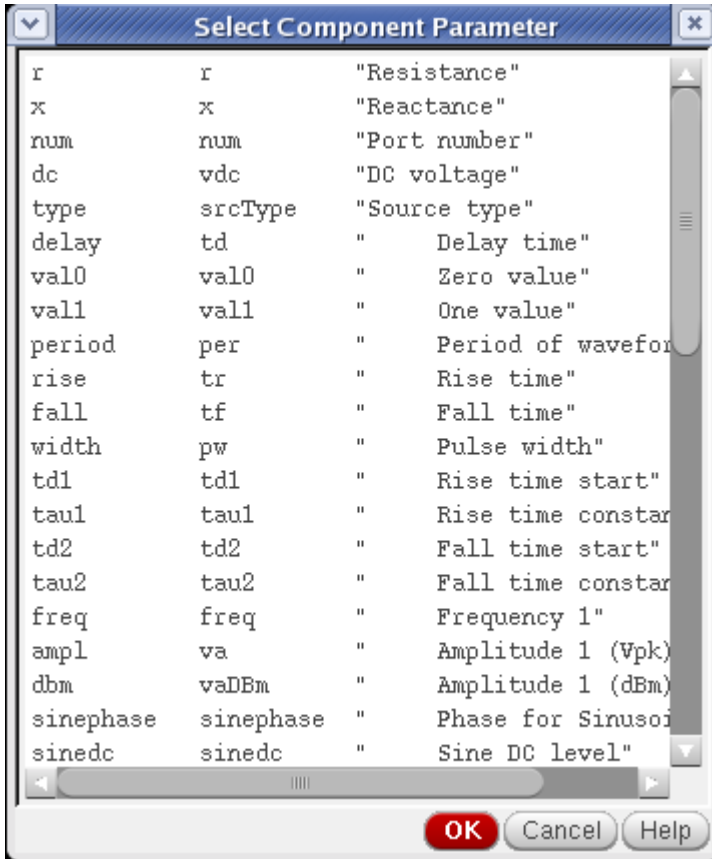 Select Component Parameter
r r "Resistance"
x x "Reactance"
num num "Port number"
dc vdc "DC voltage"
type srcType "Source type"
delay td " Delay time"
val0 val0 " Zero value"
val1 val1 " One value"
period per " Period of wavefor
rise tr " Rise time"
fall tf " Fall time"
width pw " Pulse width"
td1 td1 " Rise time start"
tau1 tau1 " Rise time constan
td2 td2 " Fall time start"
tau2 tau2 " Fall time constan
freq freq " Frequency 1"
ampl va " Amplitude 1 (Vpk)
dbm vaDBm " Amplitude 1 (dBm)
sinephase sinephase " Phase for Sinusoi
sinedc sinedc " Sine DC level"
OK Cancel Help